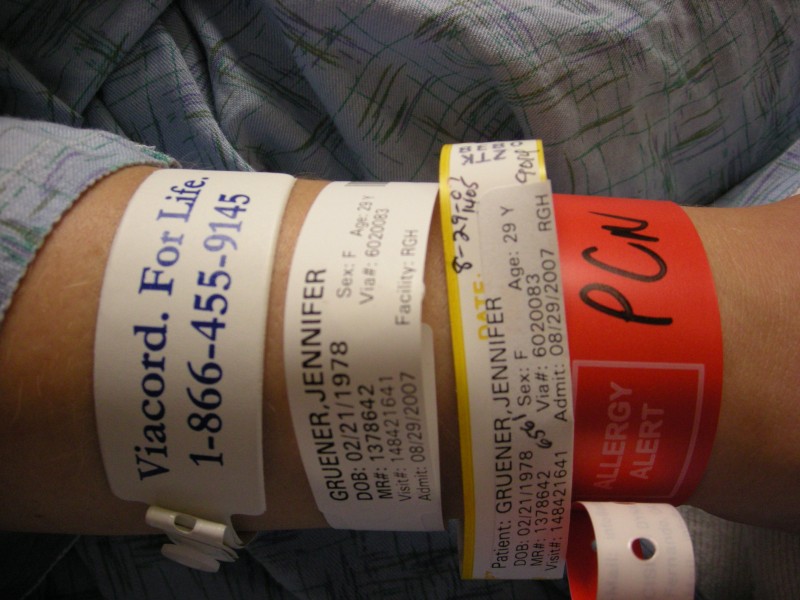 Viacord. For Life.
1-866-455-9145
GRUENER,JENNIFER
DOB: 02/21/1978 Sex: F Age: 29 Y
MR#: 1378642 Via#: 6020083
Visit#: 148421641
Admit: 08/29/2007 Facility: RGH
8-29-07
1405
DATE:
Patient: GRUENER,JENNIFER
DOB: 02/21/1978 Sex: F Age: 29 Y
MR#: 1378642 Via#: 6020083
Visit#: 148421641 Admit: 08/29/2007 RGH
PCN
ALLERGY
ALERT